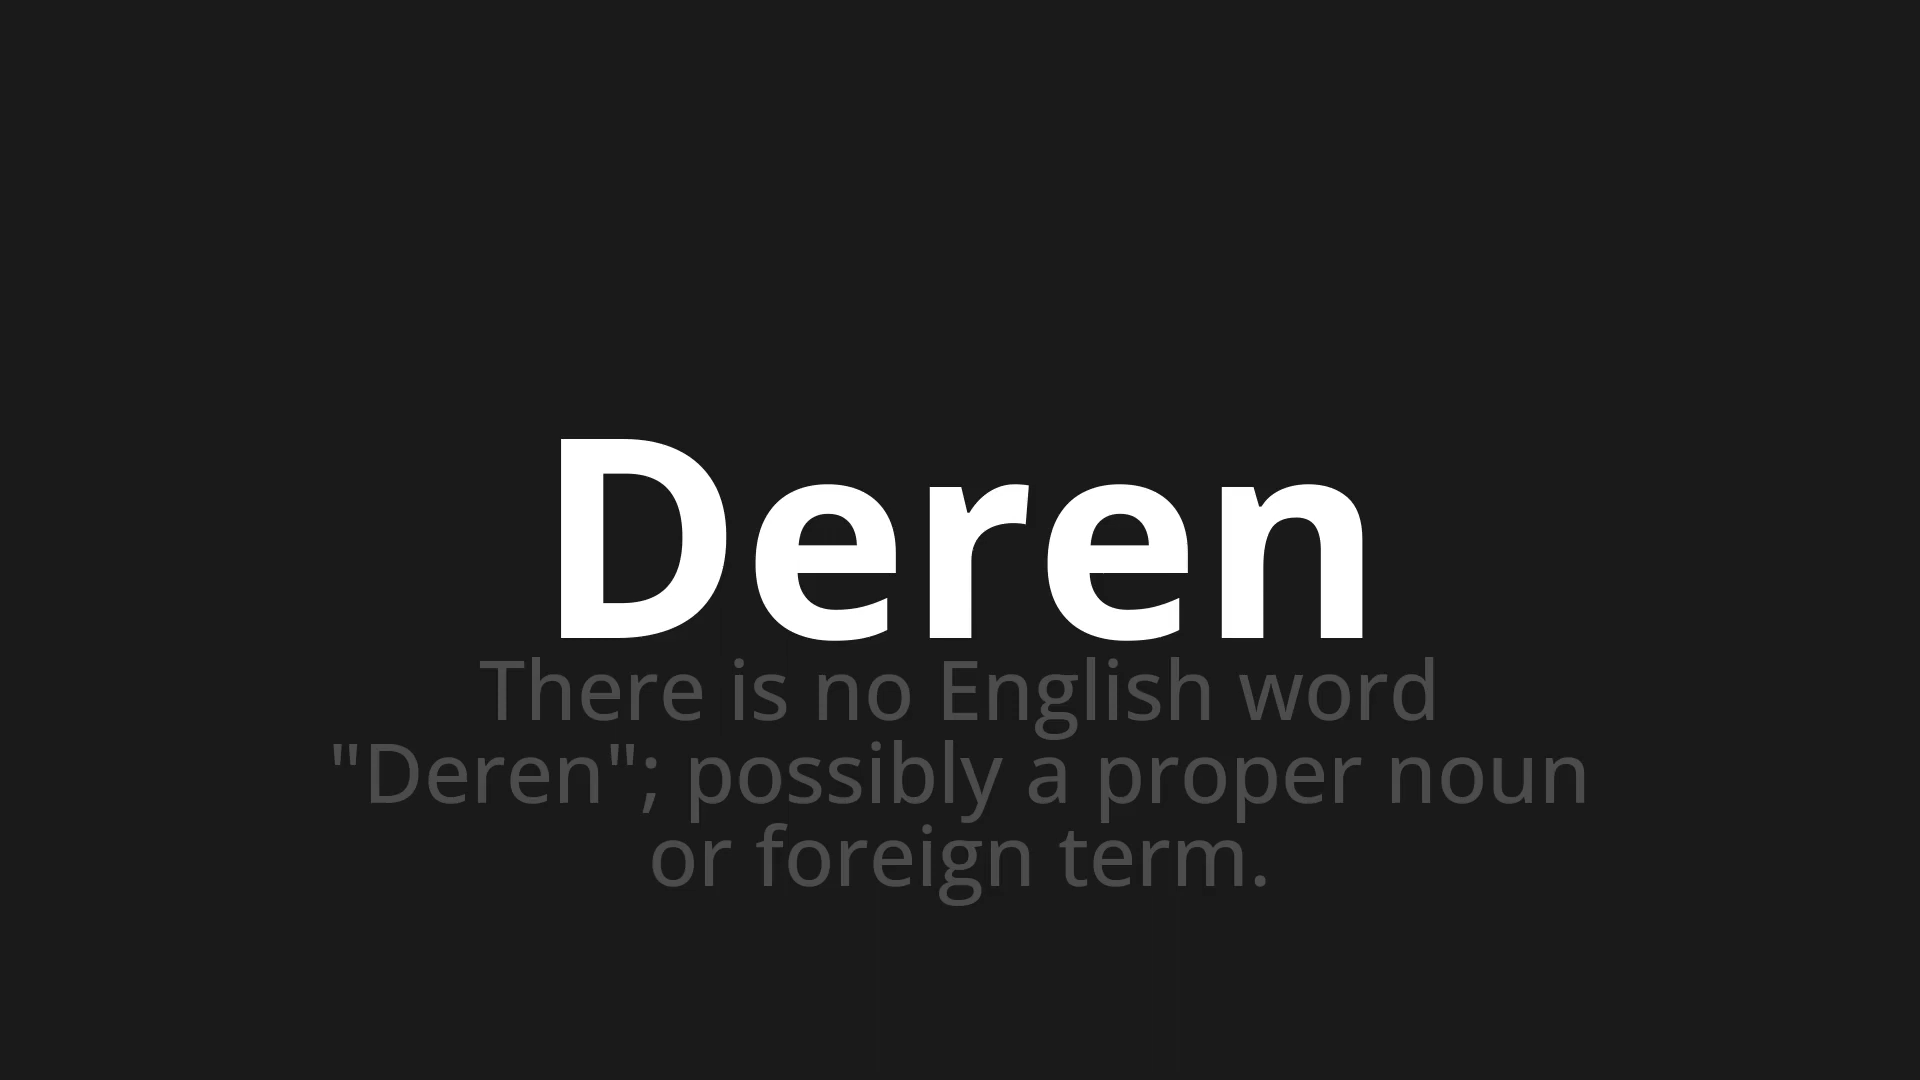 Deren
There is no English word
"Deren"; possibly a proper noun
or foreign term.